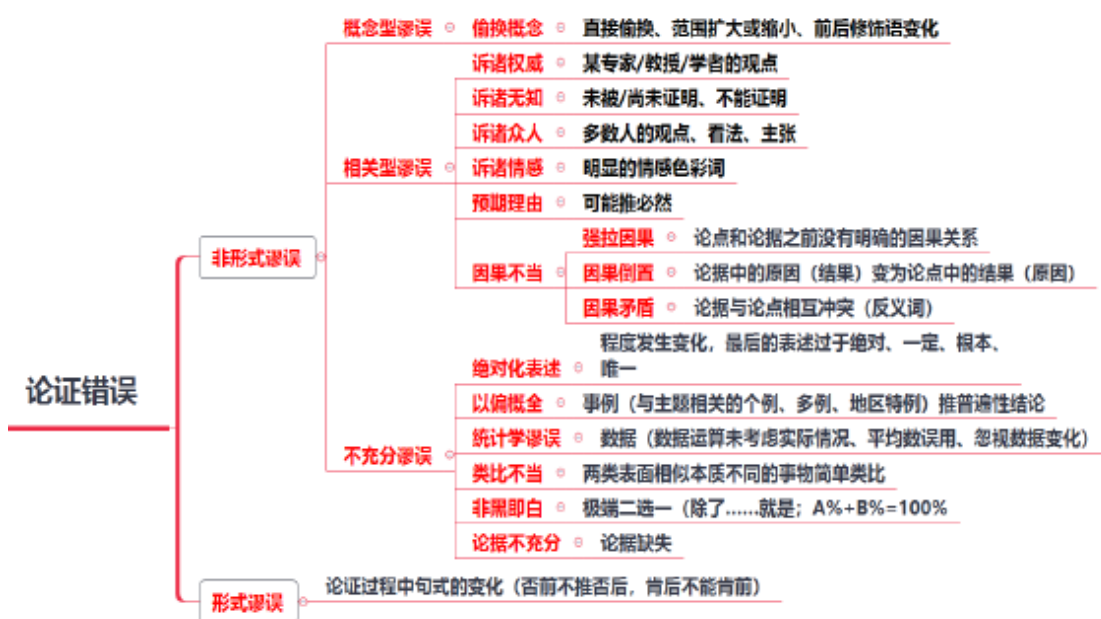 概念型谬误 偷换概念 直接偷换、范围扩大或缩小、前后修饰语变化
诉诸权威 某专家/教授/学者的观点
诉诸无知 未被/尚未证明、不能证明
诉诸众人 多数人的观点、看法、主张
相关型谬误 诉诸情感 明显的情感色彩词
预期理由 可能推必然
强拉因果 论点和论据之前没有明确的因果关系
非形式谬误
因果不当 因果倒置 论据中的原因（结果）变为论点中的结果（原因）
因果矛盾 论据与论点相互冲突（反义词）
程度发生变化，最后的表述过于绝对、一定、根本、
绝对化表述 唯一
论证错误
以偏概全 事例（与主题相关的个例、多例、地区特例）推普遍性结论
统计学谬误 数据（数据运算未考虑实际情况、平均数误用、忽视数据变化）
不充分谬误
类比不当 两类表面相似本质不同的事物简单类比
非黑即白 极端二选一（除了……就是；A%+B%=100%
论据不充分 论据缺失
论证过程中句式的变化（否前不推否后，肯后不能肯前）
形式谬误